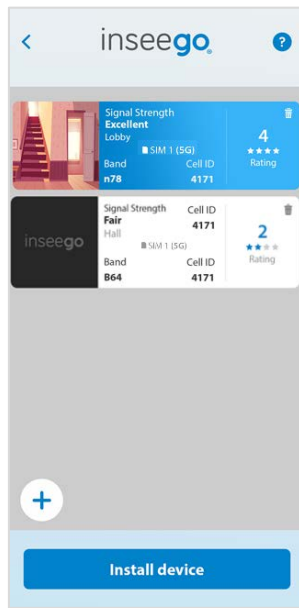 inseego
?
Signal Strength
Excellent
Lobby
SIM 1 (5G)
Band Cell ID
n78 4171
4
Rating
inseego
Signal Strength Cell ID
Fair 4171
Hall
SIM 1 (5G)
Band Cell ID
B64 4171
2
Rating
+
Install device